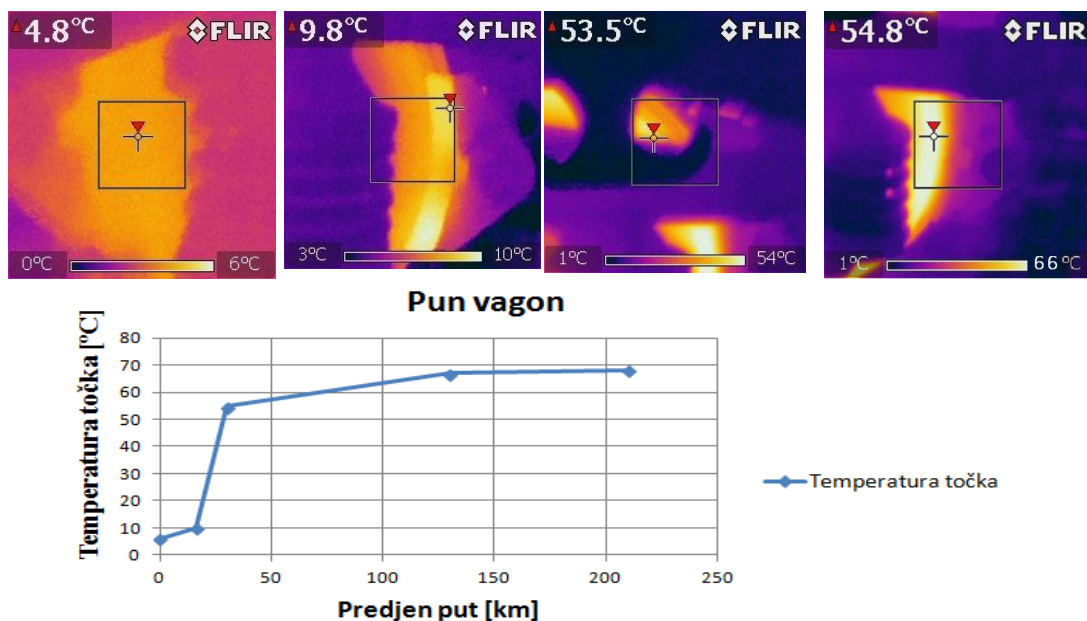 4.8°C FLIR
0°C 6°C
9.8°C FLIR
3°C 10°C
53.5°C FLIR
1°C 54°C
54.8°C FLIR
1°C 66°C
Pun vagon
Temperatura točka [°C]
80
70
60
50
40
30
20
10
0
0 50 100 150 200 250
Predjen put [km]
Temperatura točka